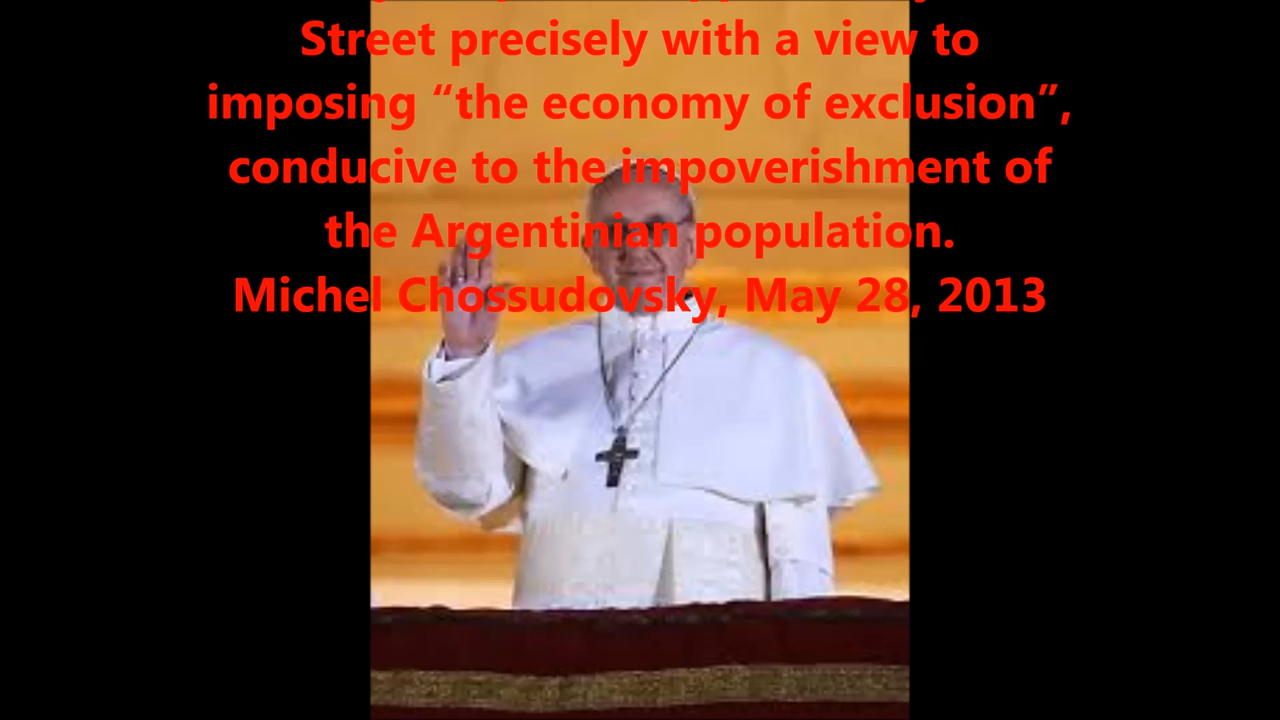 Street precisely with a view to
imposing “the economy of exclusion”,
conducive to the impoverishment of
the Argentinian population.
Michel Chossudovsky, May 28, 2013